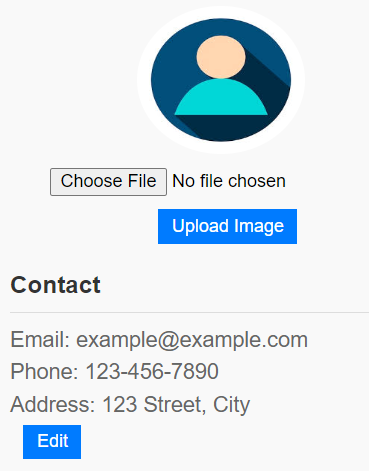 Choose File No file chosen
Upload Image
Contact
Email: example@example.com
Phone: 123-456-7890
Address: 123 Street, City
Edit